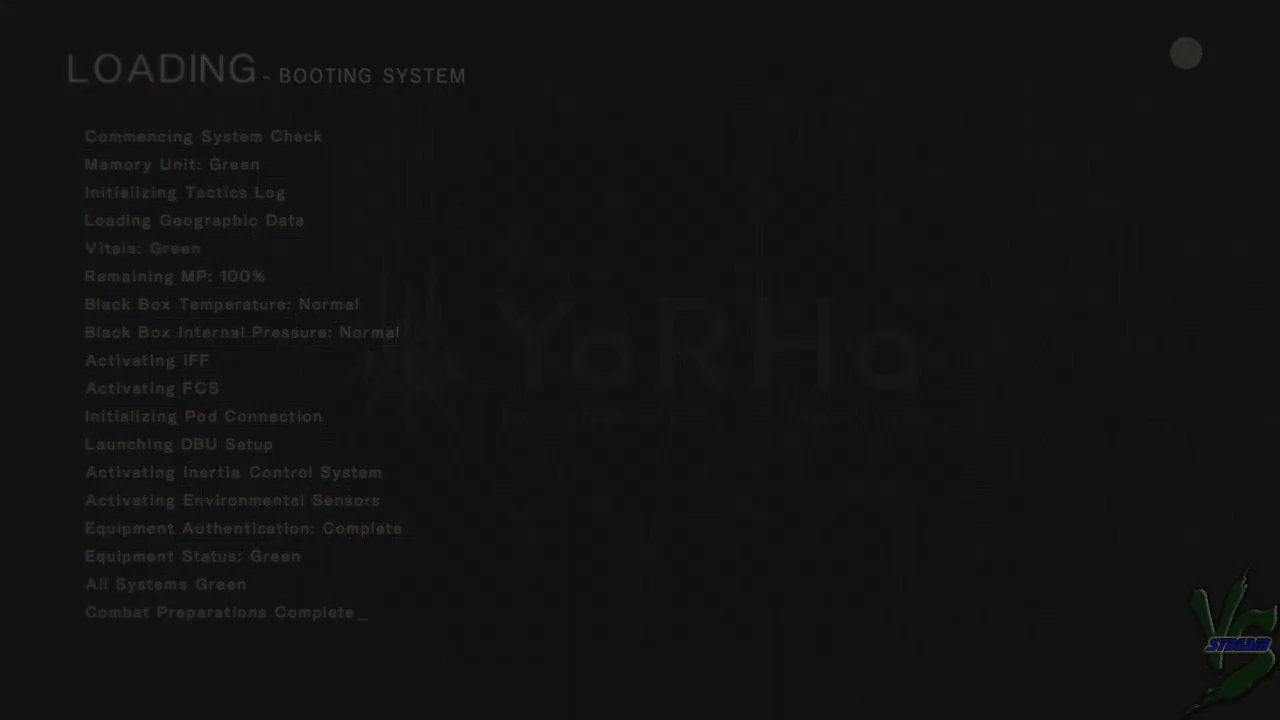 LOADING - BOOTING SYSTEM
Commencing System Check
Memory Unit: Green
Initializing Tactics Log
Loading Geographic Data
Vitals: Green
Remaining MP: 100%
Black Box Temperature: Normal
Black Box Internal Pressure: Normal
Activating IFF
Activating FCS
Initializing Pod Connection
Launching DBU Setup
Activating Inertia Control System
Activating Environmental Sensors
Equipment Authentication: Complete
Equipment Status: Green
All Systems Green
Combat Preparations Complete_
YoRHa
VS
STREAM